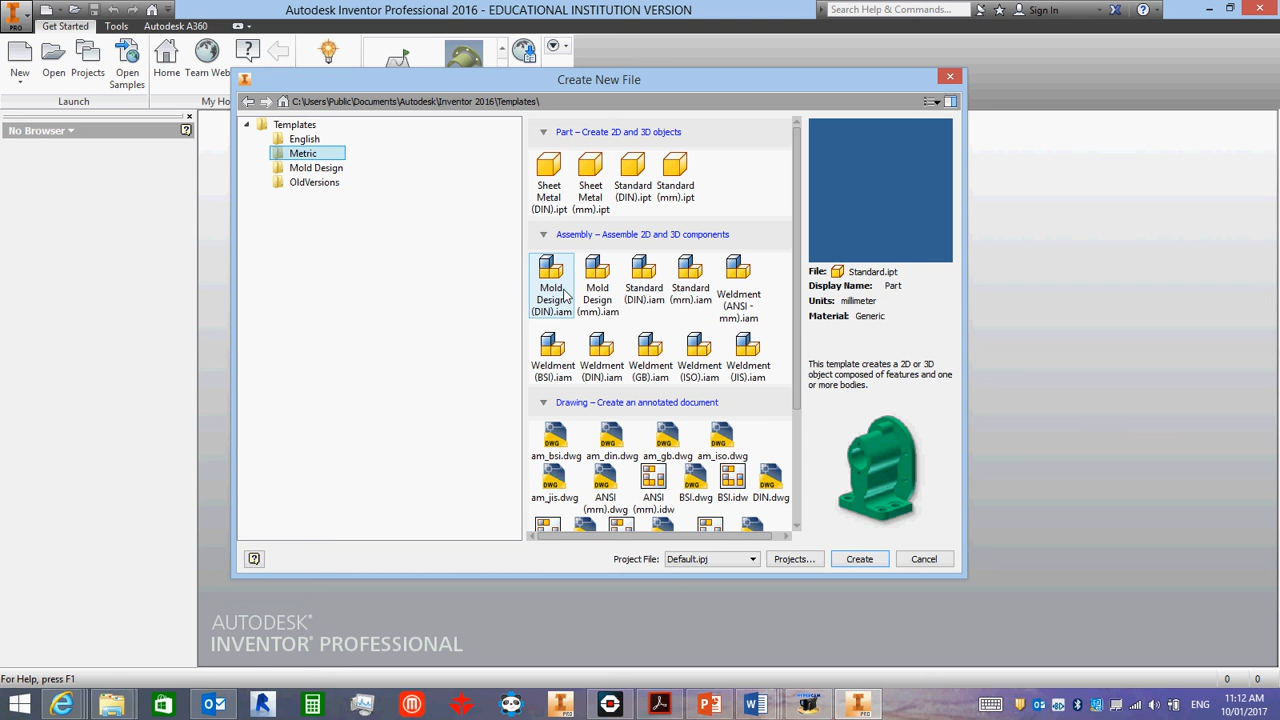 Autodesk Inventor Professional 2016 - EDUCATIONAL INSTITUTION VERSION
Search Help & Commands...
Sign In
PRO
Get Started
Tools
Autodesk A360
New
Open
Projects
Open
Samples
Home
Team Web
Launch
My Ho
No Browser
Create New File
C:\Users\Public\Documents\Autodesk\Inventor 2016\Templates\
Templates
English
Metric
Mold Design
OldVersions
Part – Create 2D and 3D objects
Sheet Metal (DIN).ipt
Sheet Metal (mm).ipt
Standard (DIN).ipt
Standard (mm).ipt
Assembly – Assemble 2D and 3D components
Mold Design (DIN).iam
Mold Design (mm).iam
Standard (DIN).iam
Standard (mm).iam
Weldment (ANSI - mm).iam
Weldment (BSI).iam
Weldment (DIN).iam
Weldment (GB).iam
Weldment (ISO).iam
Weldment (JIS).iam
Drawing – Create an annotated document
am_bsi.dwg
am_din.dwg
am_gb.dwg
am_iso.dwg
am_jis.dwg
ANSI (mm).dwg
ANSI (mm).idw
BSI.dwg
BSI.idw
DIN.dwg
File: Standard.ipt
Display Name: Part
Units: millimeter
Material: Generic
This template creates a 2D or 3D
object composed of features and one
or more bodies.
Project File: Default.ipj
Projects...
Create
Cancel
AUTODESK®
INVENTOR® PROFESSIONAL
For Help, press F1
0 0
ENG
11:12 AM
10/01/2017